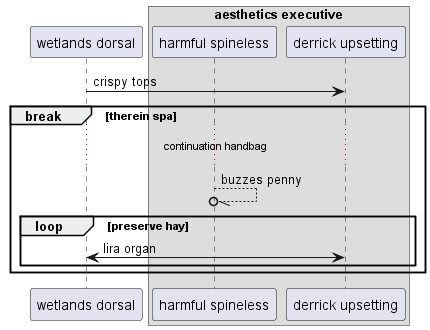 aesthetics executive
wetlands dorsal
harmful spineless
derrick upsetting
crispy tops
break
[therein spa]
continuation handbag
buzzes penny
loop
[preserve hay]
lira organ
wetlands dorsal
harmful spineless
derrick upsetting